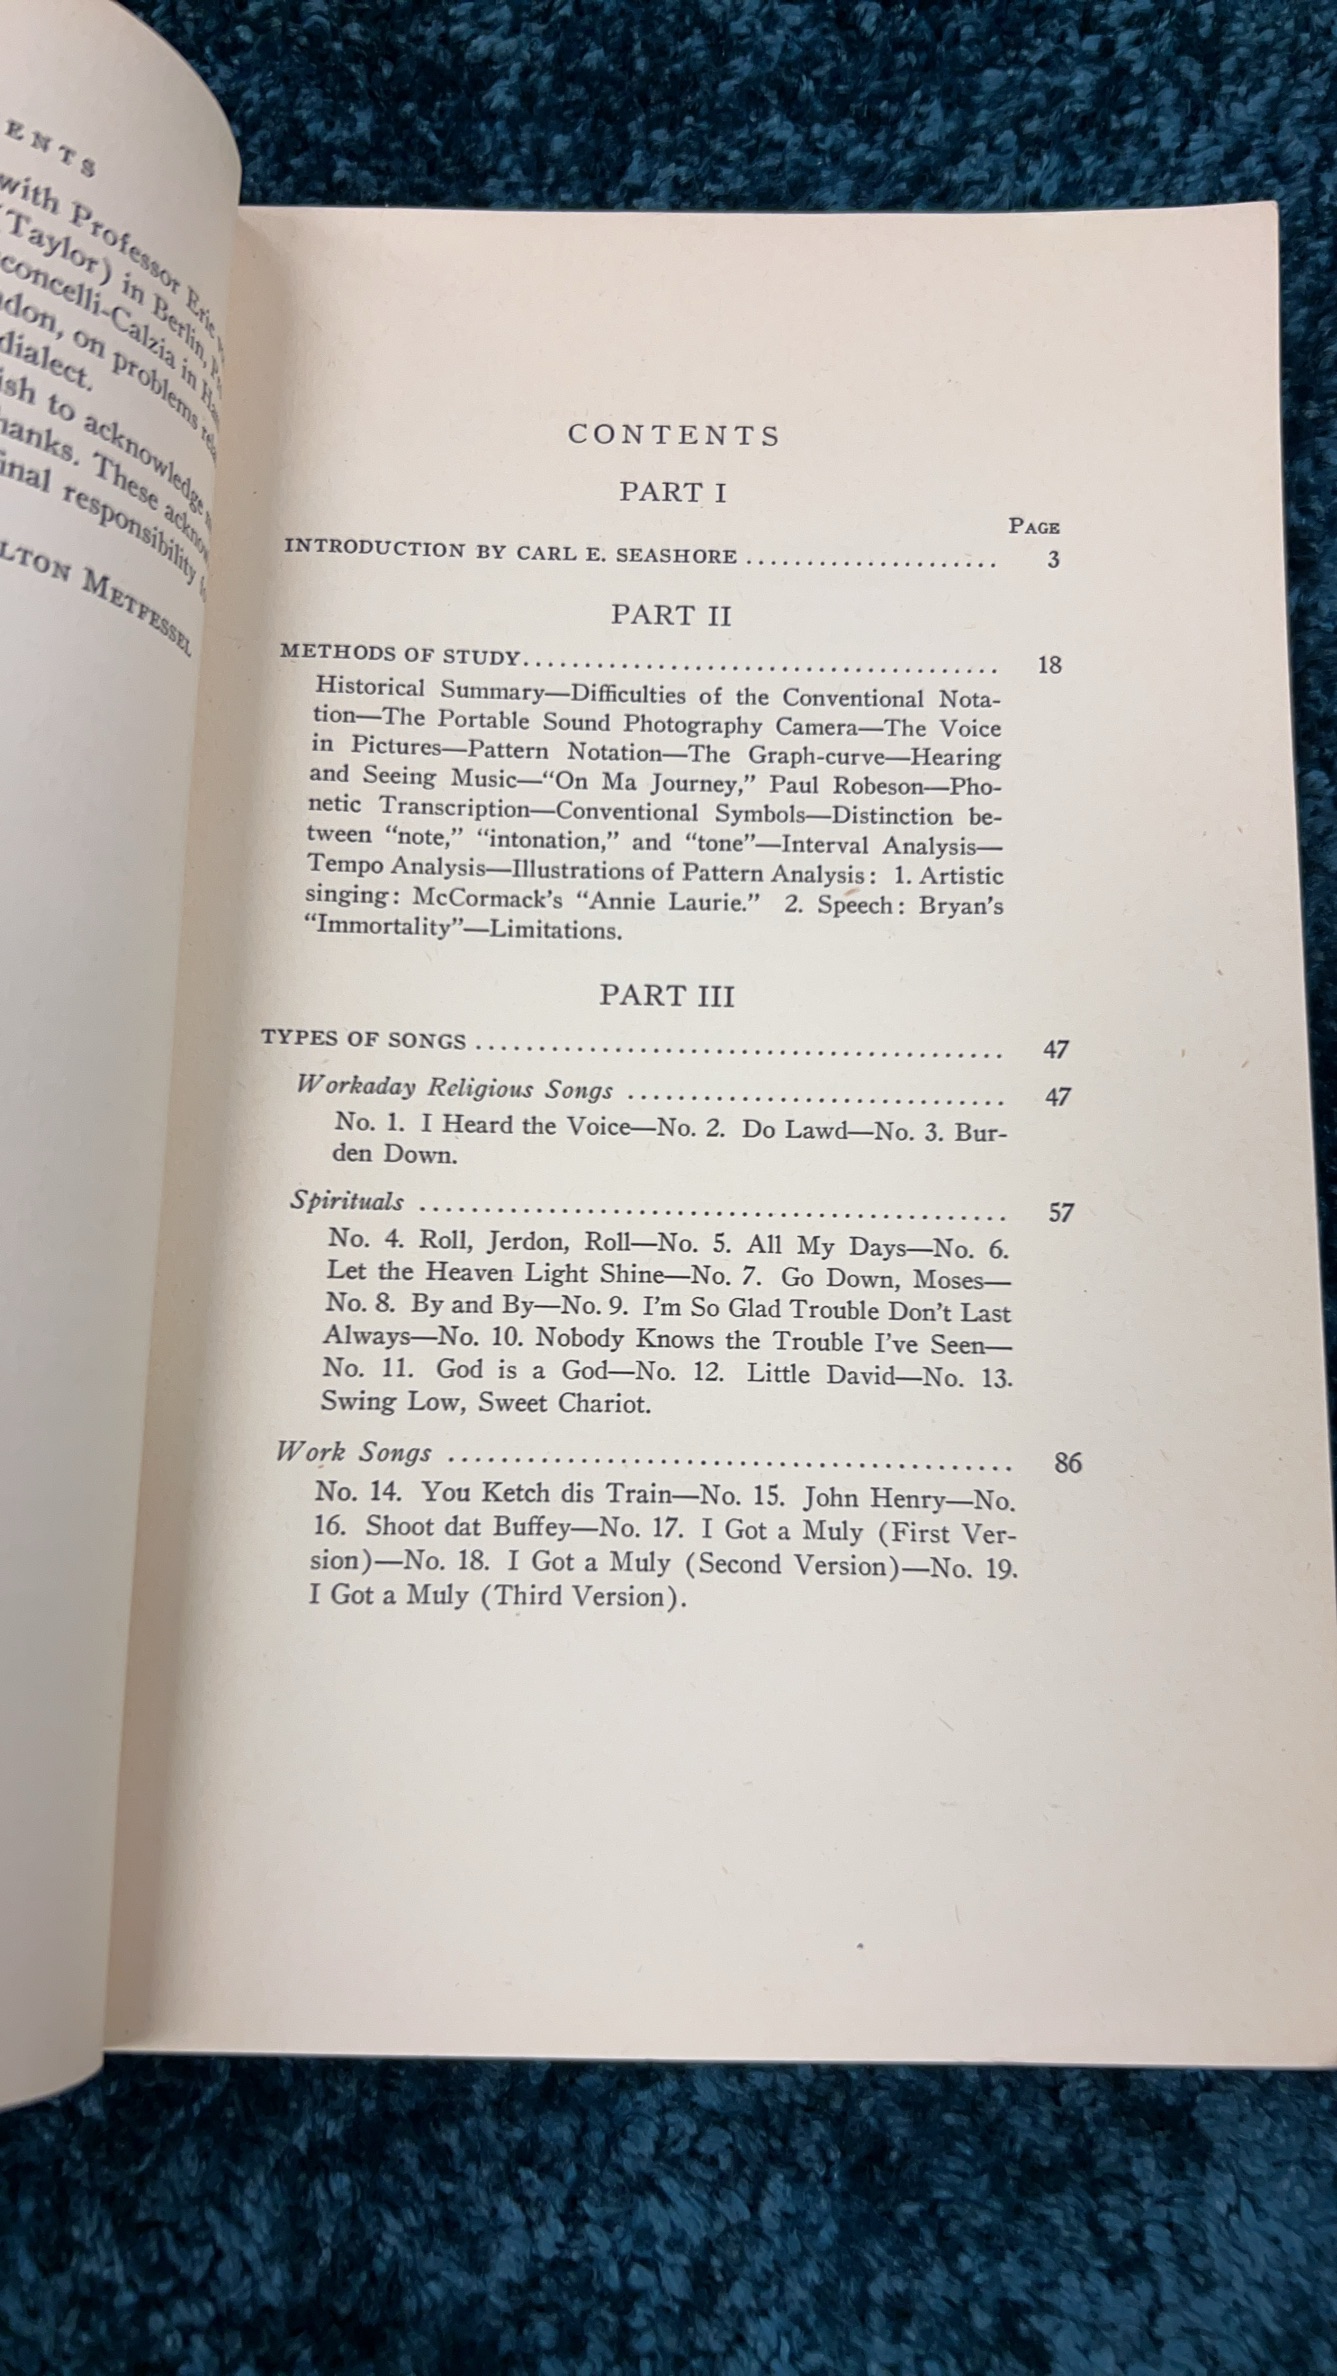 ENTS
with Professor Eric
Taylor) in Berlin,
concelli-Calzia in
don, on problems
dialect.
ish to acknowledge
hanks. These
inal responsibility
LTON METFESSEL
CONTENTS
PART I
PAGE
INTRODUCTION BY CARL E. SEASHORE ..................... 3
PART II
METHODS OF STUDY....................................... 18
Historical Summary—Difficulties of the Conventional Nota-
tion—The Portable Sound Photography Camera—The Voice
in Pictures—Pattern Notation—The Graph-curve—Hearing
and Seeing Music—“On Ma Journey,” Paul Robeson—Pho-
netic Transcription—Conventional Symbols—Distinction be-
tween “note,” “intonation,” and “tone”—Interval Analysis—
Tempo Analysis—Illustrations of Pattern Analysis: 1. Artistic
singing: McCormack's “Annie Laurie.” 2. Speech: Bryan's
“Immortality”—Limitations.
PART III
TYPES OF SONGS .......................................... 47
Workaday Religious Songs .............................. 47
No. 1. I Heard the Voice—No. 2. Do Lawd—No. 3. Bur-
den Down.
Spirituals .............................................. 57
No. 4. Roll, Jerdon, Roll—No. 5. All My Days—No. 6.
Let the Heaven Light Shine—No. 7. Go Down, Moses—
No. 8. By and By—No. 9. I'm So Glad Trouble Don't Last
Always—No. 10. Nobody Knows the Trouble I've Seen—
No. 11. God is a God—No. 12. Little David—No. 13.
Swing Low, Sweet Chariot.
Work Songs ............................................. 86
No. 14. You Ketch dis Train—No. 15. John Henry—No.
16. Shoot dat Buffey—No. 17. I Got a Muly (First Ver-
sion)—No. 18. I Got a Muly (Second Version)—No. 19.
I Got a Muly (Third Version).